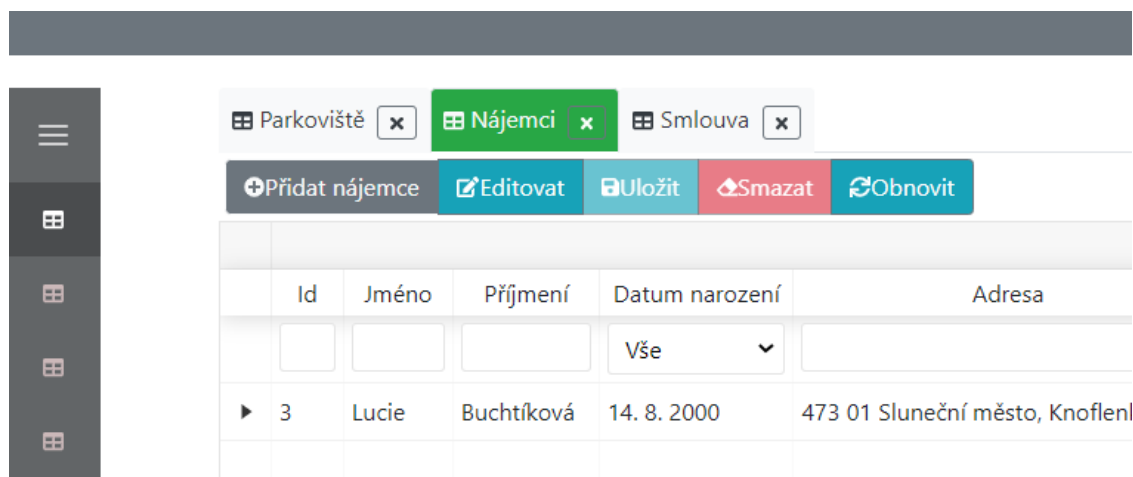 Parkoviště Nájemci Smlouva
Přidat nájemce Editovat Uložit Smazat Obnovit
Id Jméno Příjmení Datum narození Adresa
Vše
3 Lucie Buchtíková 14. 8. 2000 473 01 Sluneční město,